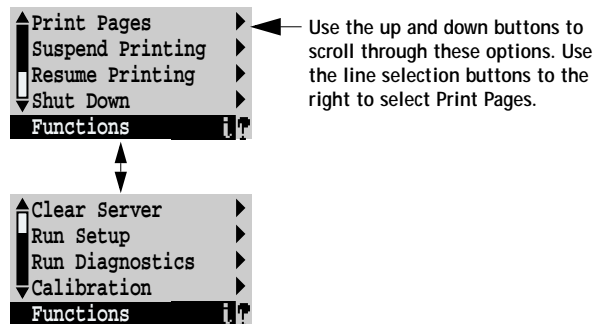 Print Pages
Suspend Printing
Resume Printing
Shut Down
Functions
Use the up and down buttons to
scroll through these options. Use
the line selection buttons to the
right to select Print Pages.
Clear Server
Run Setup
Run Diagnostics
Calibration
Functions